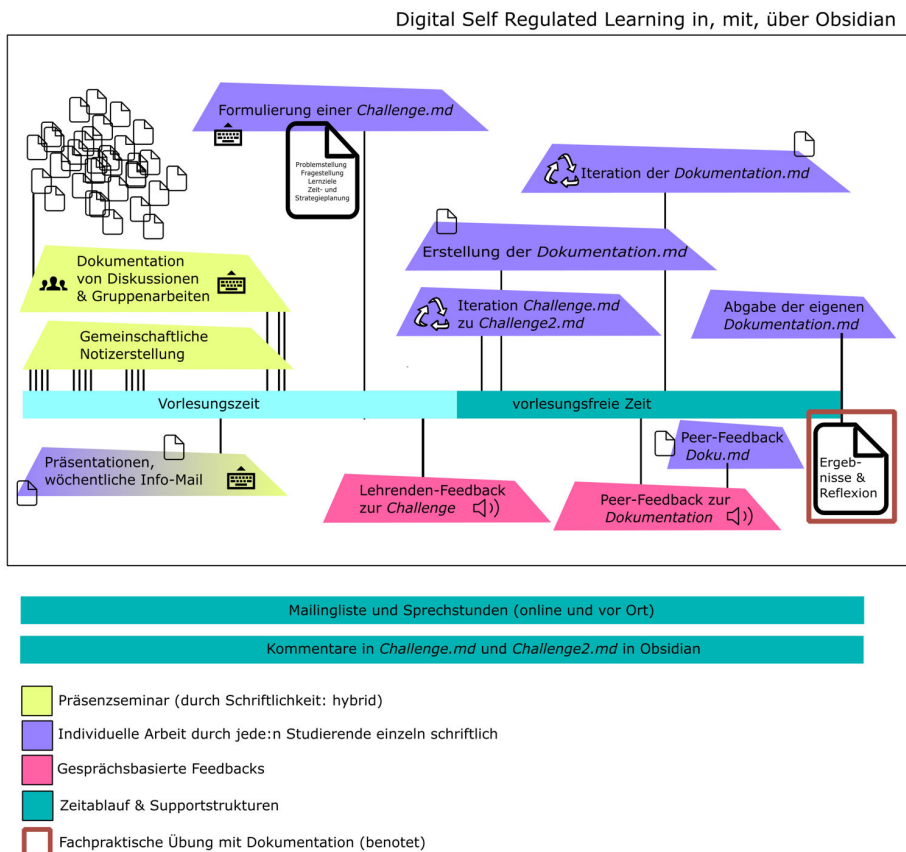 Digital Self Regulated Learning in, mit, über Obsidian
Formulierung einer Challenge.md
Problemstellung
Fragestellung
Lernziele
Zeit- und
Strategieplanung
Iteration der Dokumentation.md
Erstellung der Dokumentation.md
Dokumentation
von Diskussionen
& Gruppenarbeiten
Iteration Challenge.md
zu Challenge2.md
Abgabe der eigenen
Dokumentation.md
Gemeinschaftliche
Notizerstellung
Vorlesungszeit
vorlesungsfreie Zeit
Präsentationen,
wöchentliche Info-Mail
Lehrenden-Feedback
zur Challenge
Peer-Feedback
Doku.md
Peer-Feedback zur
Dokumentation
Ergeb-
nisse &
Reflexion
Mailingliste und Sprechstunden (online und vor Ort)
Kommentare in Challenge.md und Challenge2.md in Obsidian
Präsenzseminar (durch Schriftlichkeit: hybrid)
Individuelle Arbeit durch jede:n Studierende einzeln schriftlich
Gesprächsbasierte Feedbacks
Zeitablauf & Supportstrukturen
Fachpraktische Übung mit Dokumentation (benotet)